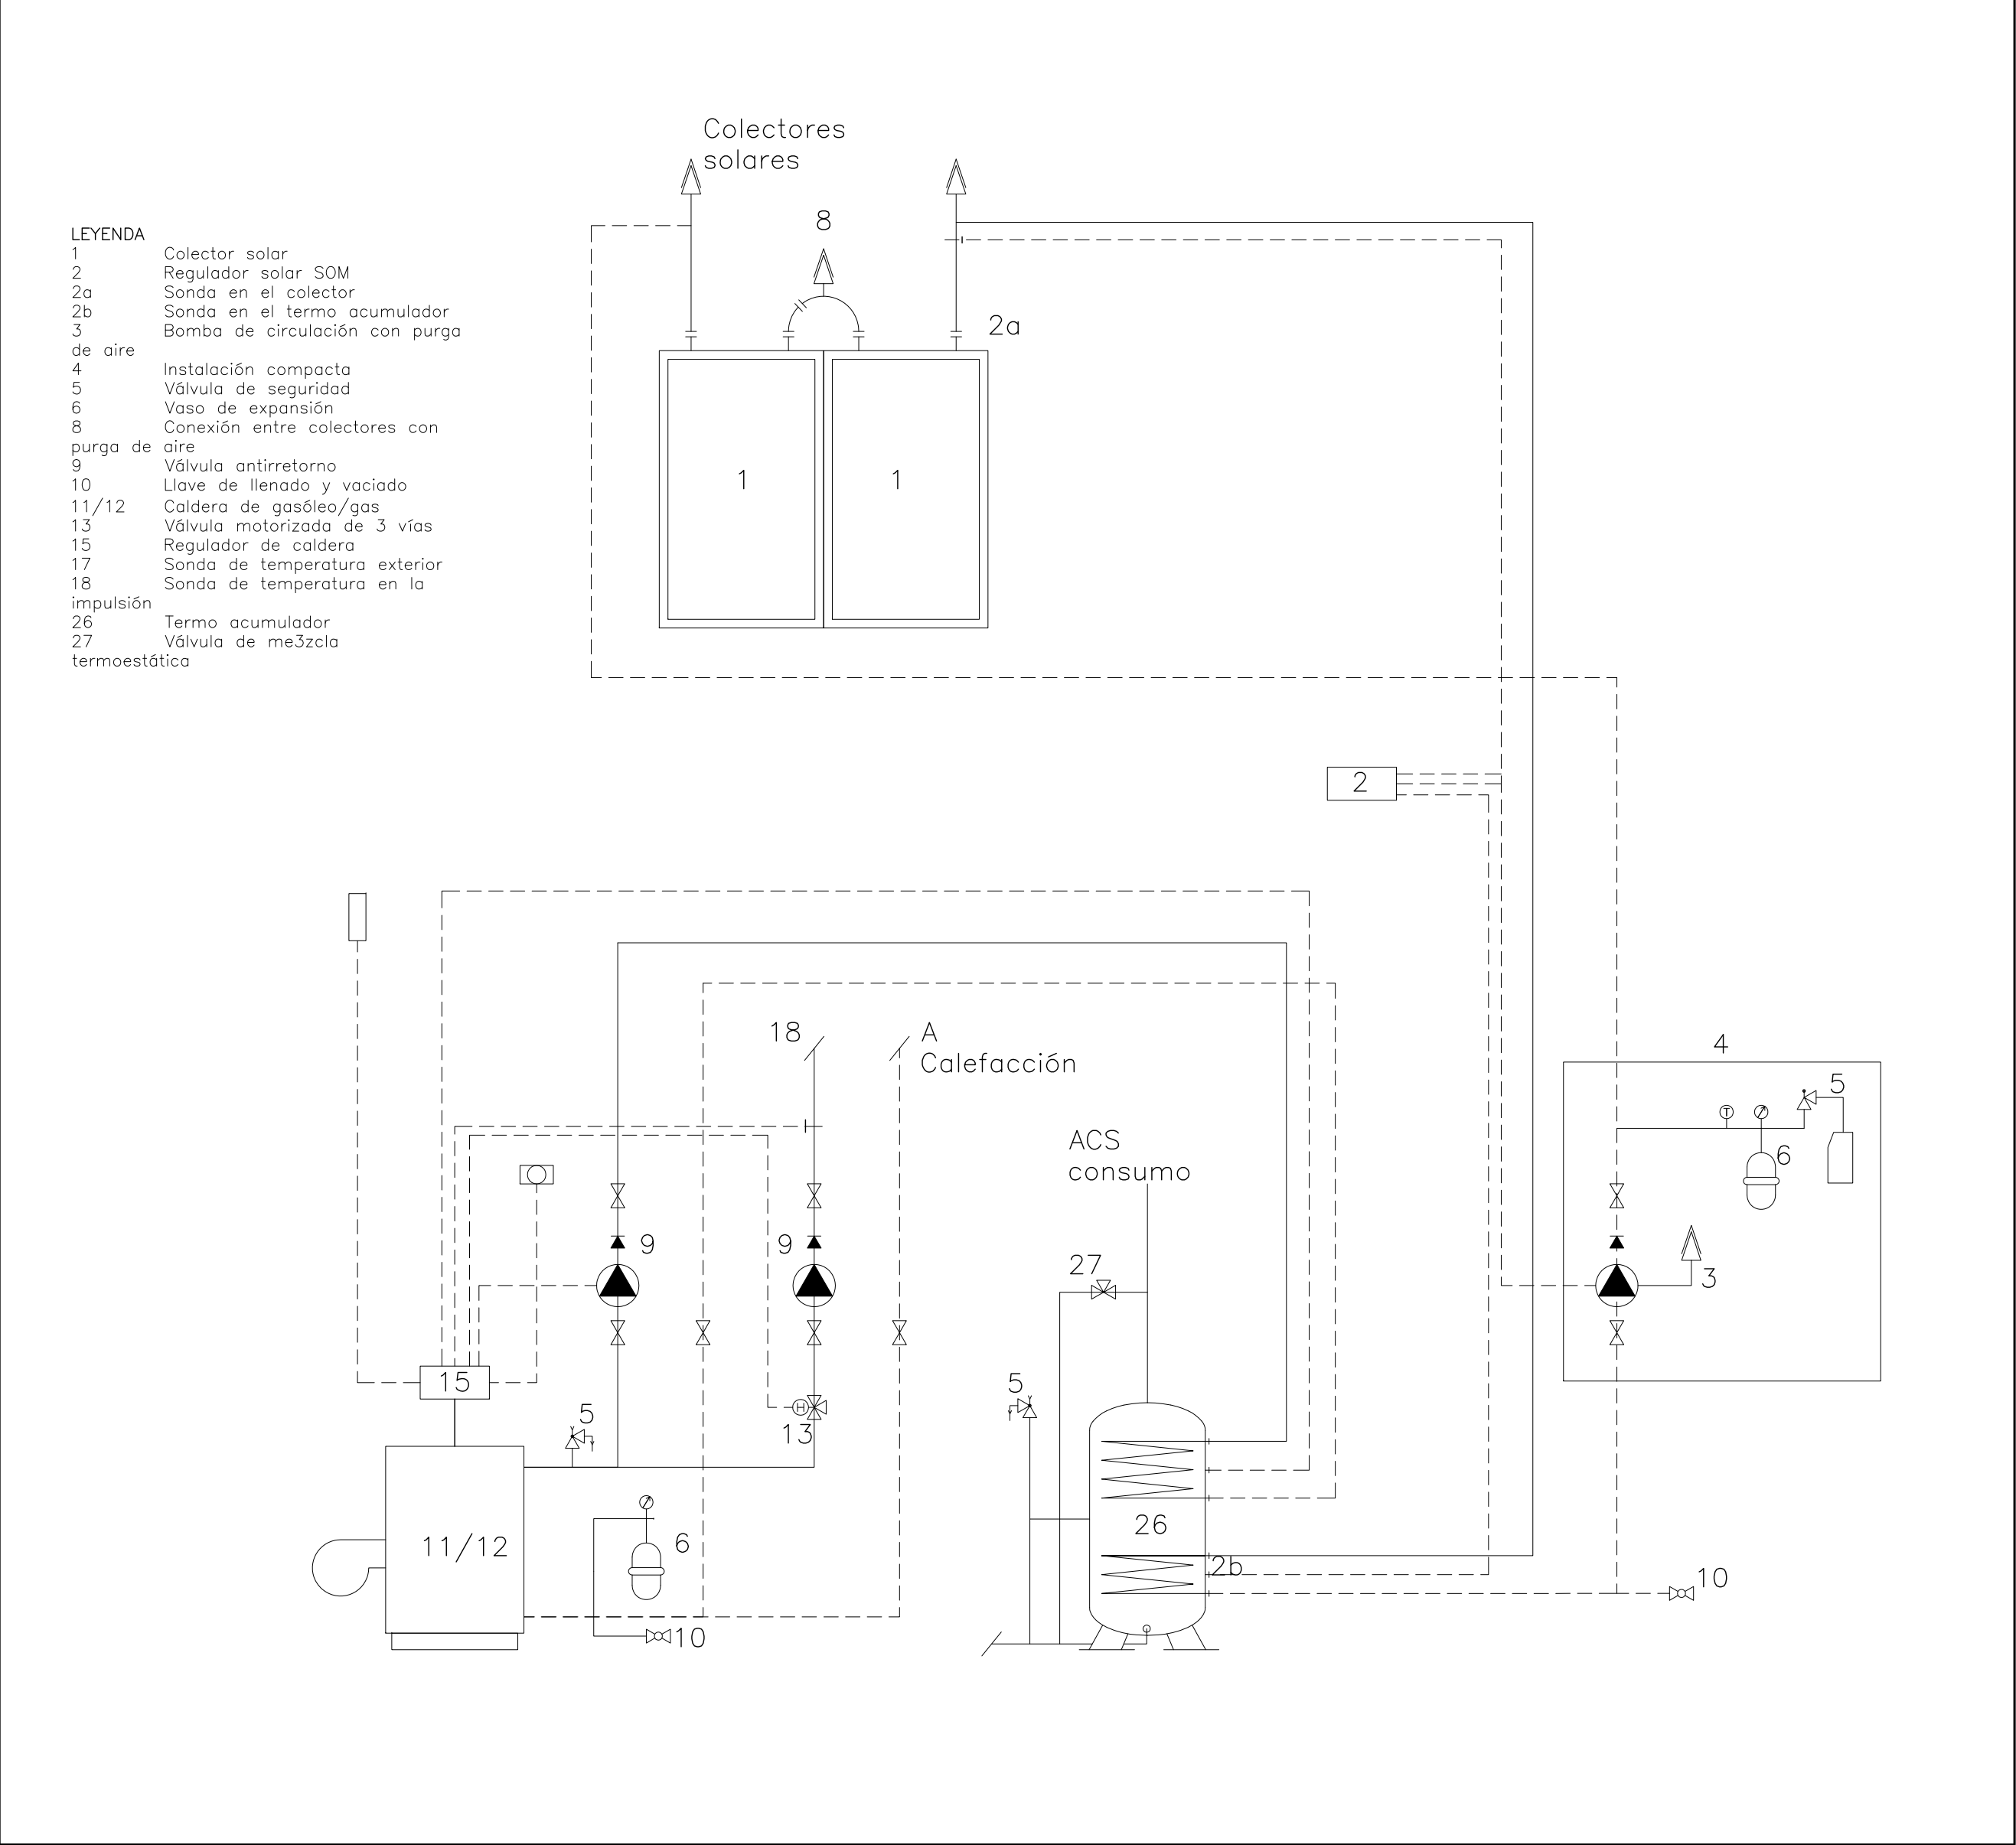 Colectores
solares
8
LEYENDA
1 Colector solar
2 Regulador solar SOM
2a Sonda en el colector
2b Sonda en el termo acumulador
3 Bomba de circulación con purga
de aire
4 Instalación compacta
5 Válvula de seguridad
6 Vaso de expansión
8 Conexión entre colectores con
purga de aire
9 Válvula antirretorno
10 Llave de llenado y vaciado
11/12 Caldera de gasóleo/gas
13 Válvula motorizada de 3 vías
15 Regulador de caldera
17 Sonda de temperatura exterior
18 Sonda de temperatura en la
impulsión
26 Termo acumulador
27 Válvula de me3zcla
termoestática
2a
1 1
2
18
A
Calefacción
4
5
T
6
ACS
consumo
9 9
27
3
15
5
H
13
5
11/12
6
10
26
2b
10